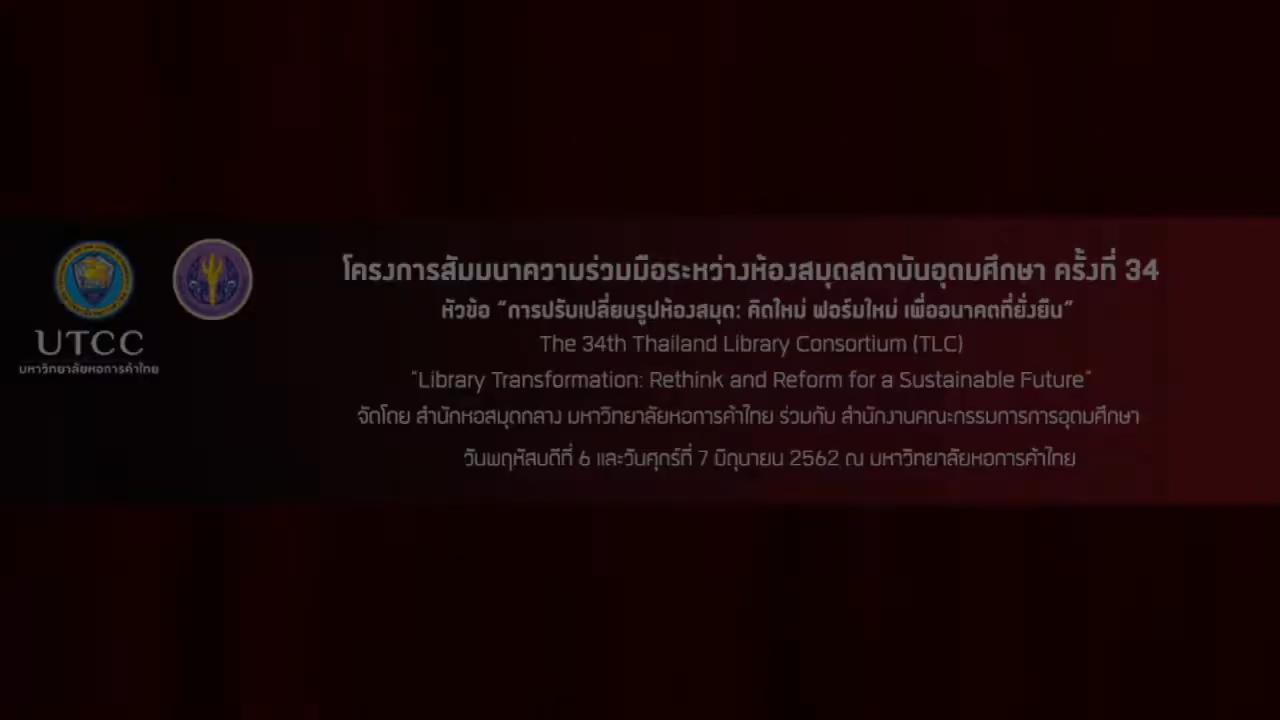 โครงการสัมมนาความร่วมมือระหว่างห้องสมุดสถาบันอุดมศึกษา ครั้งที่ 34
หัวข้อ “การปรับเปลี่ยนรูปห้องสมุด: คิดใหม่ ฟอร์มใหม่ เพื่ออนาคตที่ยั่งยืน”
The 34th Thailand Library Consortium (TLC)
“Library Transformation: Rethink and Reform for a Sustainable Future”
จัดโดย สำนักหอสมุดกลาง มหาวิทยาลัยหอการค้าไทย ร่วมกับ สำนักงานคณะกรรมการการอุดมศึกษา
วันพฤหัสบดีที่ 6 และวันศุกร์ที่ 7 มิถุนายน 2562 ณ มหาวิทยาลัยหอการค้าไทย
UTCC
มหาวิทยาลัยหอการค้าไทย